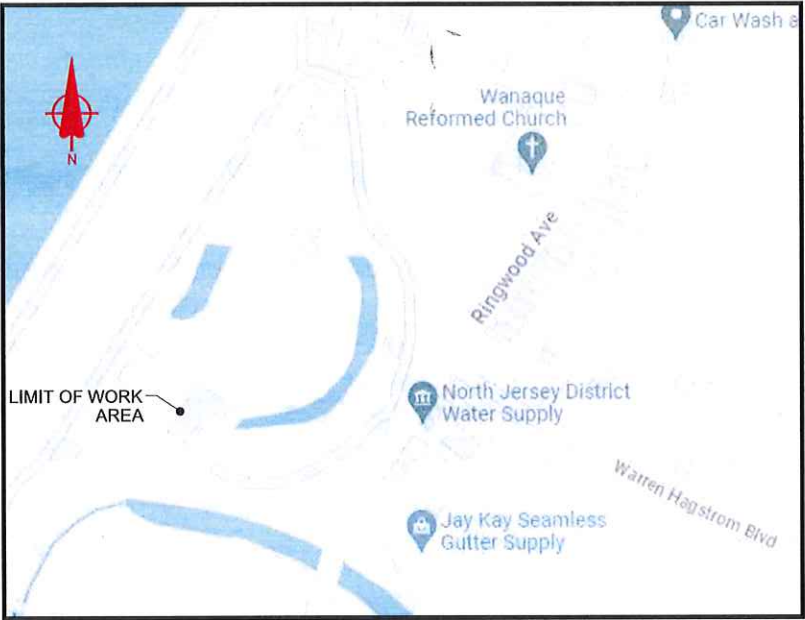 Car Wash a
Wanaque
Reformed Church
N
Ringwood Ave
LIMIT OF WORK
AREA
North Jersey District
Water Supply
Warren Hagstrom Blvd
Jay Kay Seamless
Gutter Supply